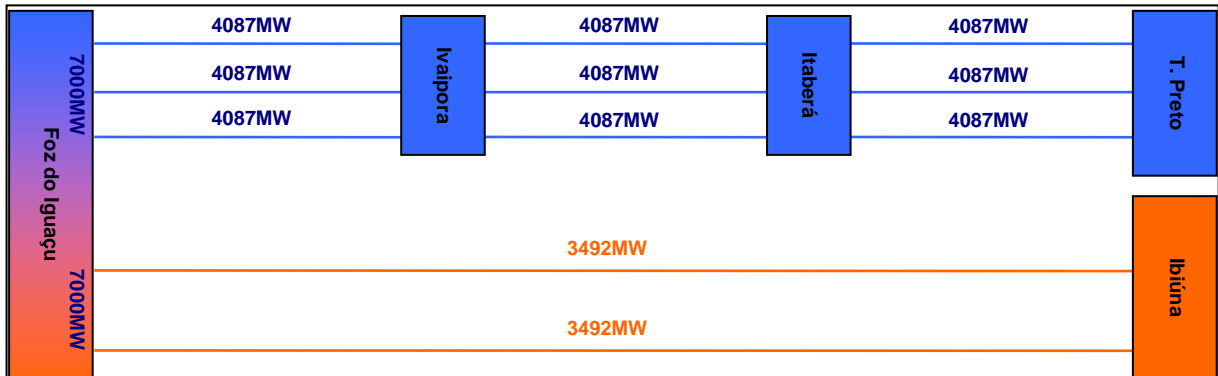 4087MW
4087MW
4087MW
7000MW
Ivaipora
Itaberá
T. Preto
4087MW
4087MW
4087MW
4087MW
4087MW
4087MW
Foz do Iguaçu
3492MW
7000MW
Ibiúna
3492MW